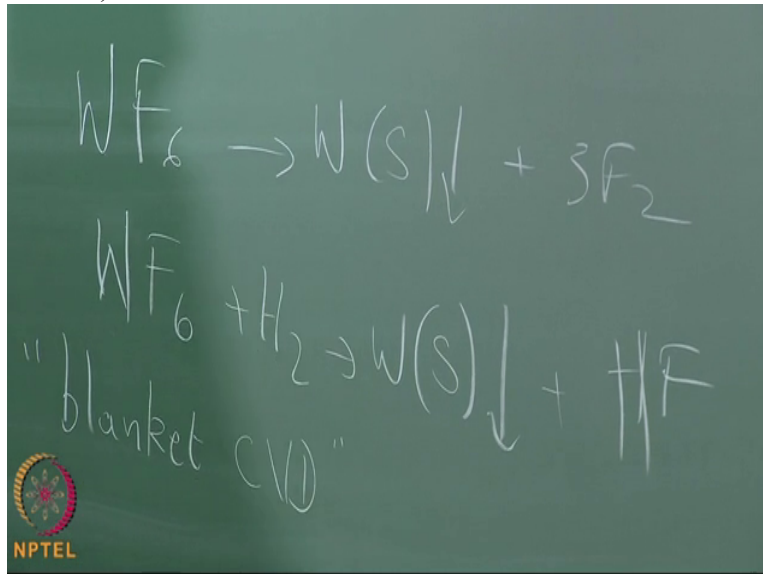 WF₆ → W(S)↓ + 3F₂
WF₆ + H₂ → W(S)↓ + HF
"blanket CVD"
NPTEL